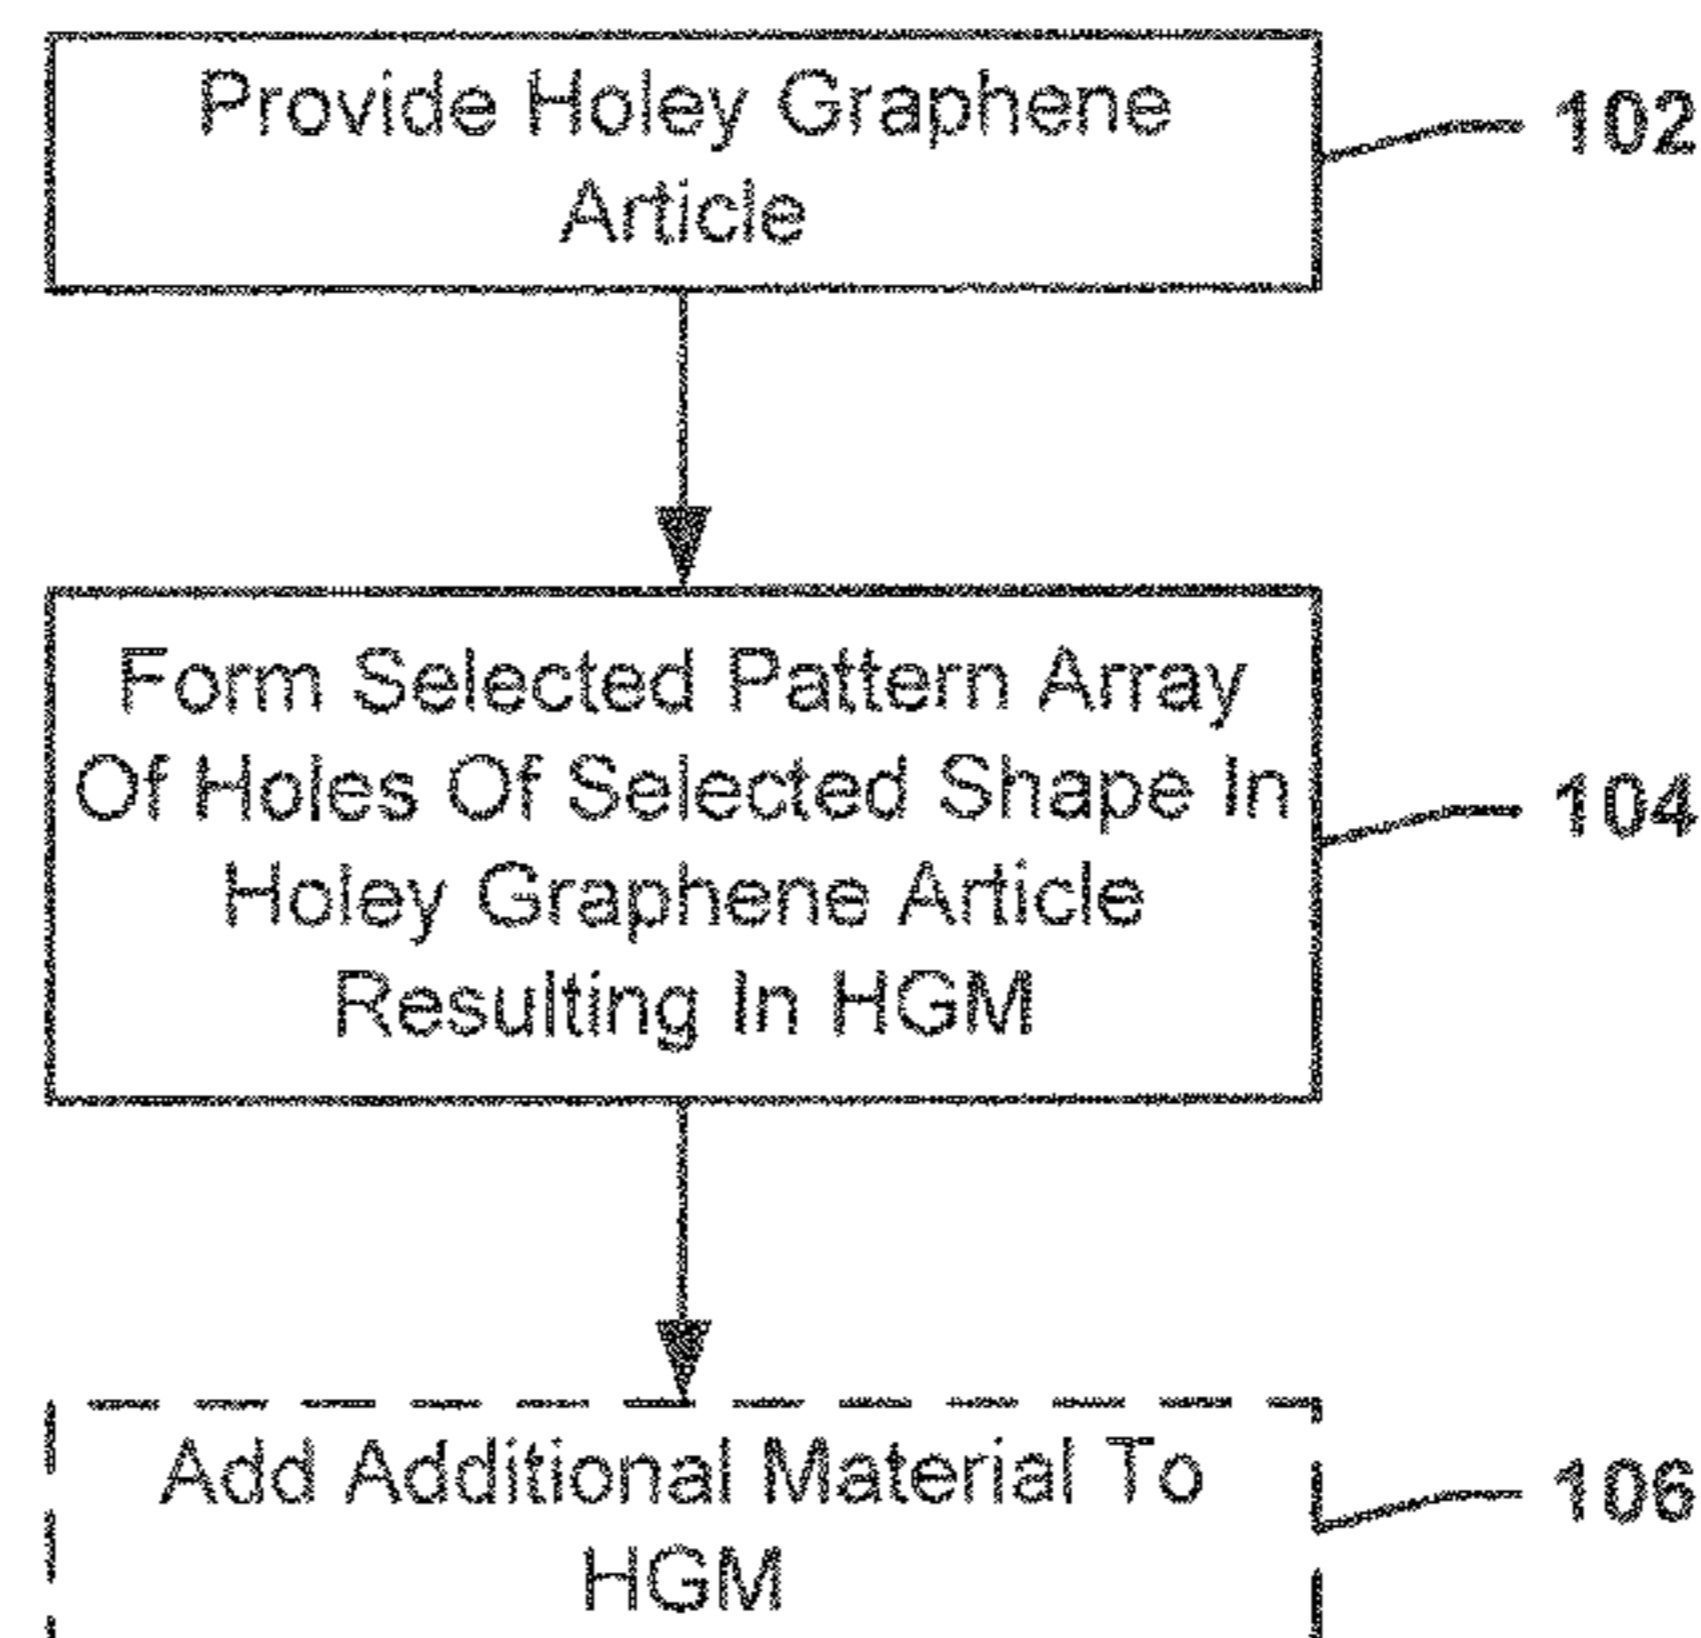 Provide Holey Graphene
Article
102
Form Selected Pattern Array
Of Holes Of Selected Shape In
Holey Graphene Article
Resulting In HGM
104
Add Additional Material To
HGM
106